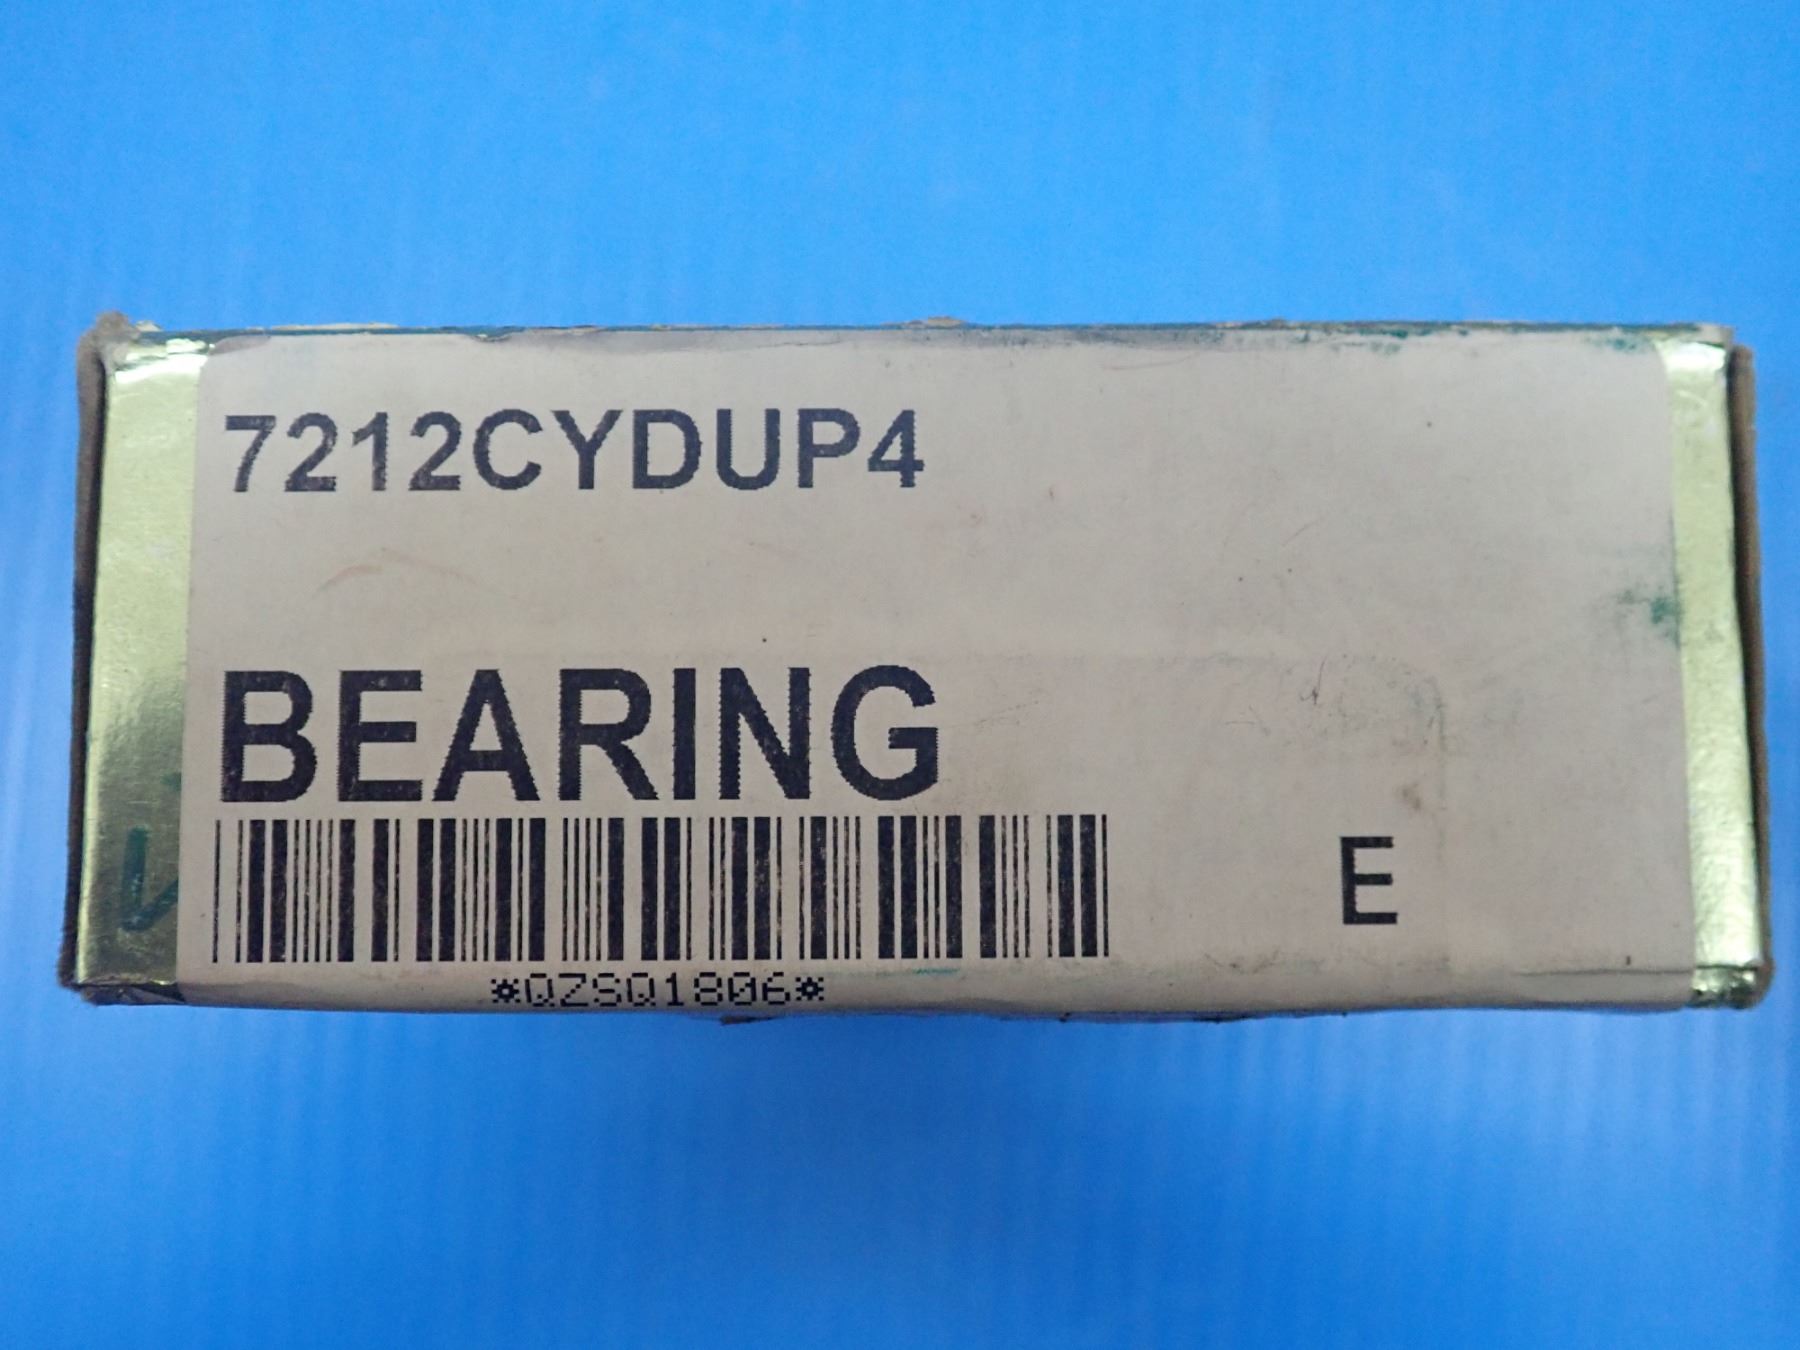 7212CYDUP4
BEARING
E
*QZSQ1806*